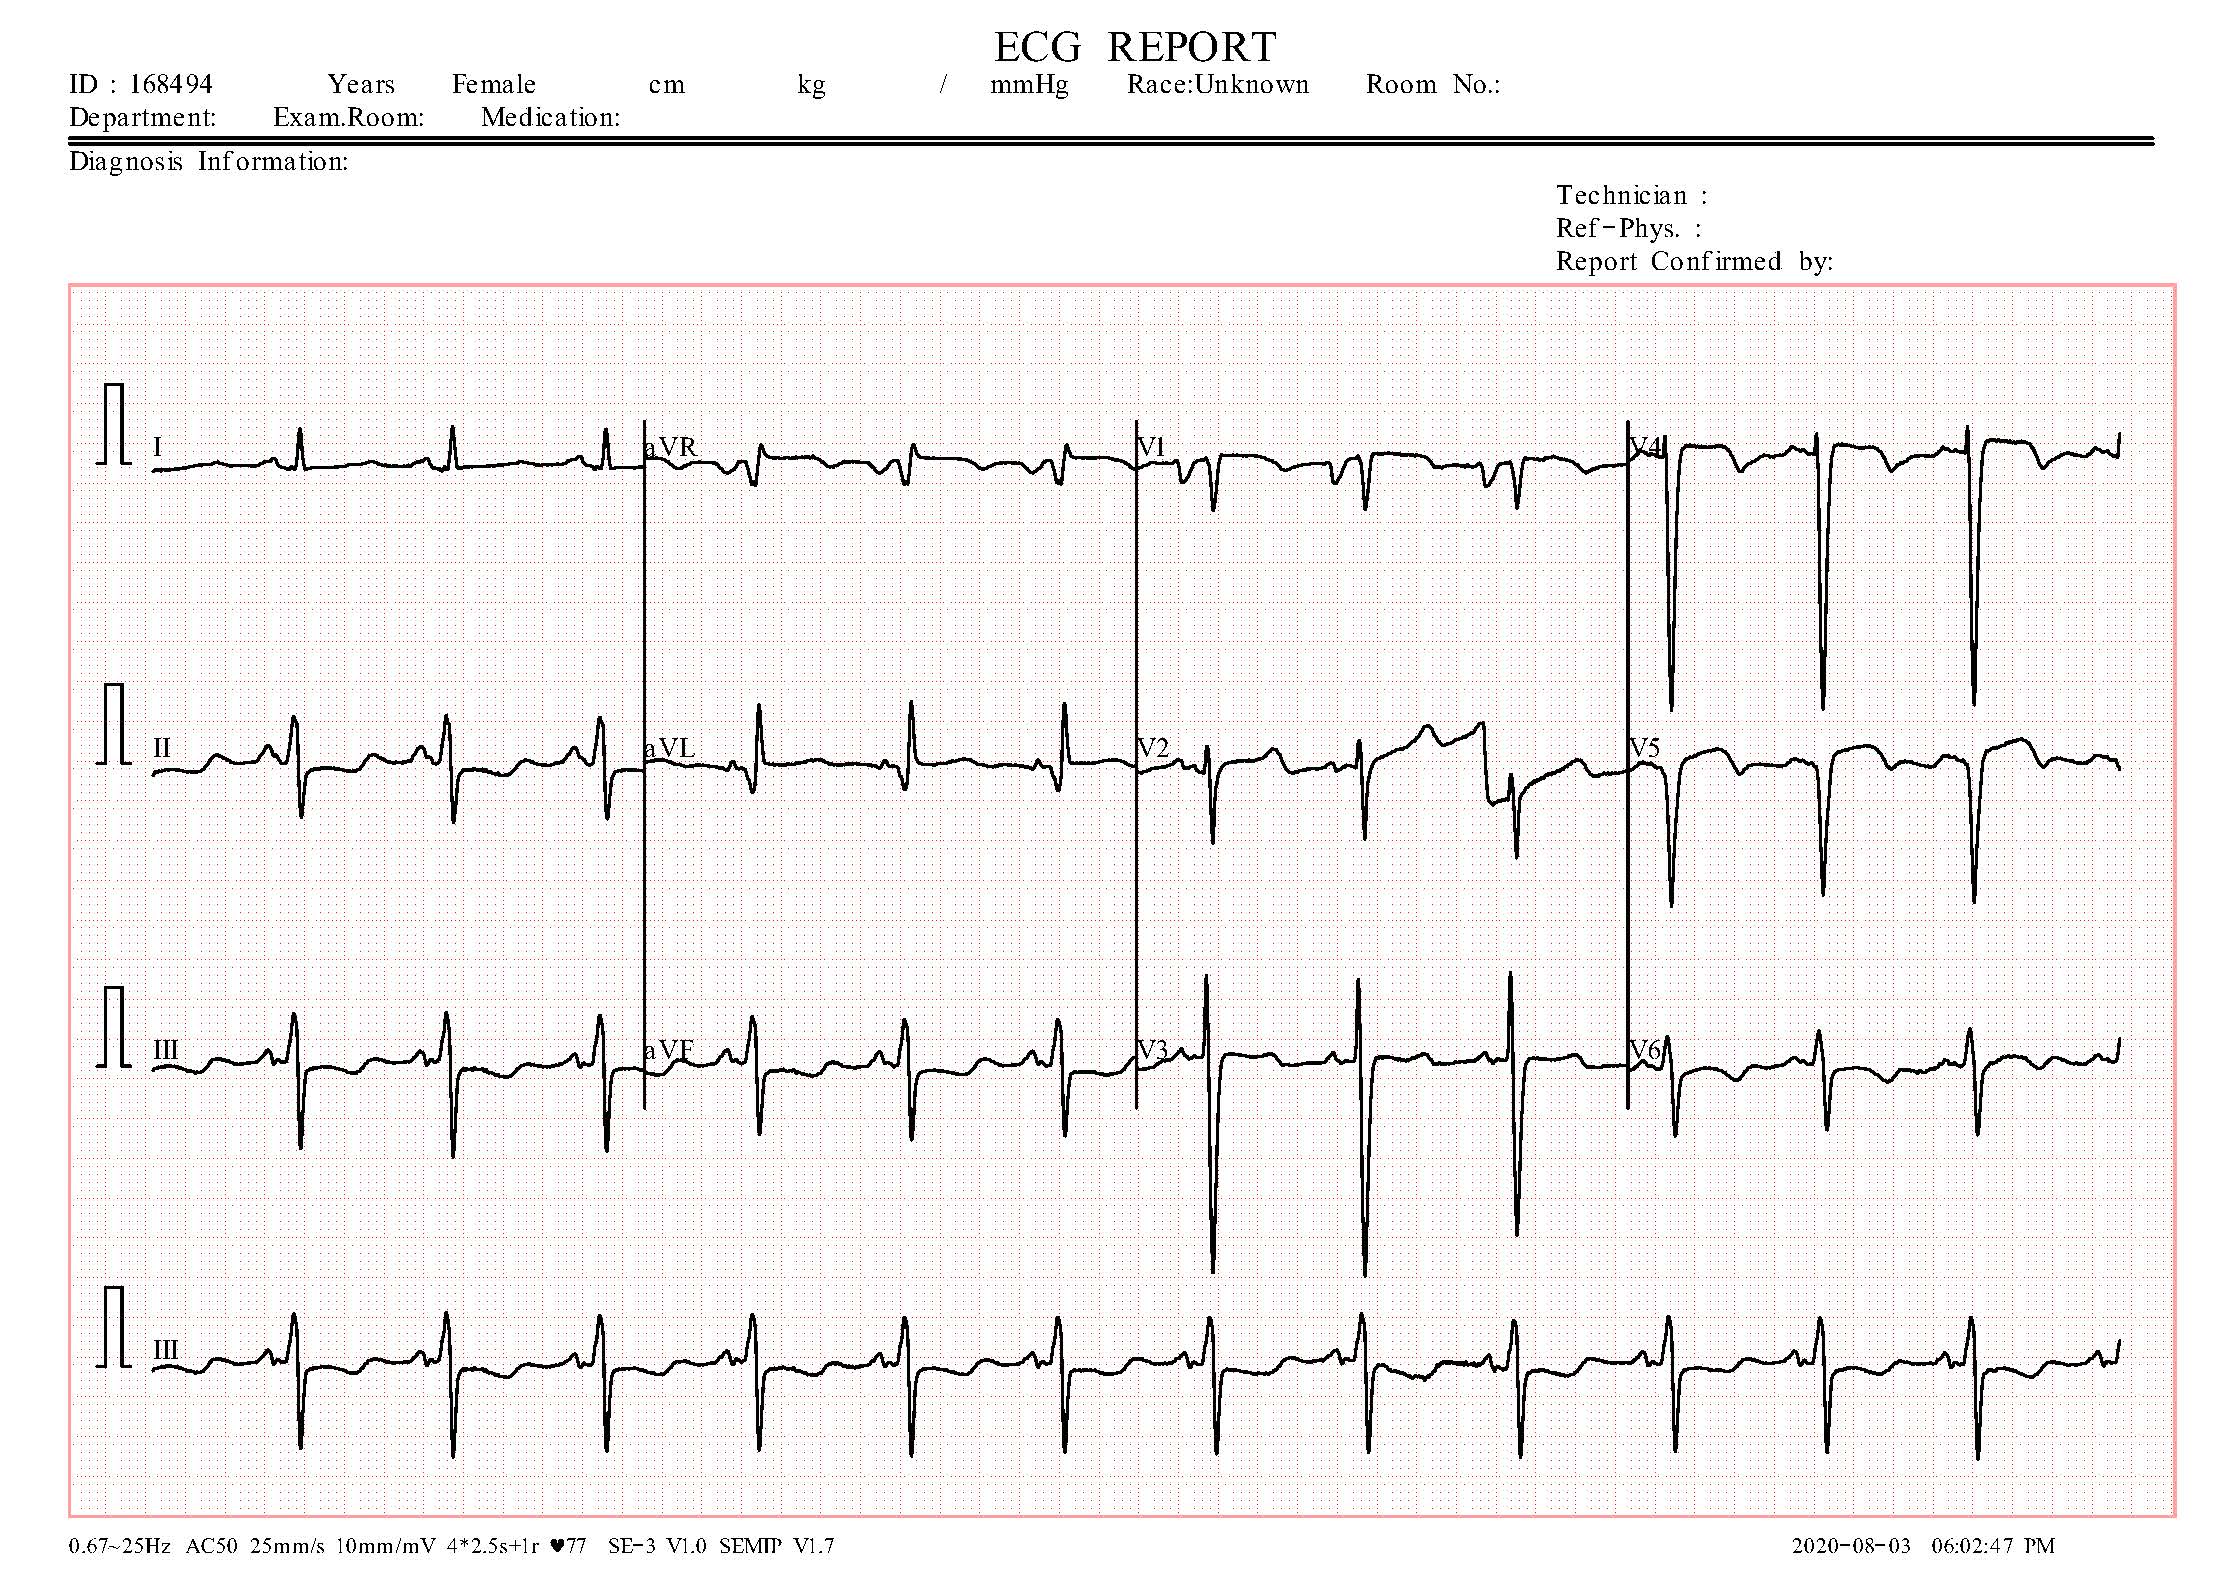 ECG REPORT
ID : 168494 Years Female cm kg / mmHg Race:Unknown Room No.:
Department: Exam.Room: Medication:
Diagnosis Information:
Technician :
Ref-Phys. :
Report Confirmed by:
I aVR V1 V4
II aVL V2 V5
III aVF V3 V6
III
0.67~25Hz AC50 25mm/s 10mm/mV 4*2.5s+1r ♥77 SE-3 V1.0 SEMIP V1.7 2020-08-03 06:02:47 PM